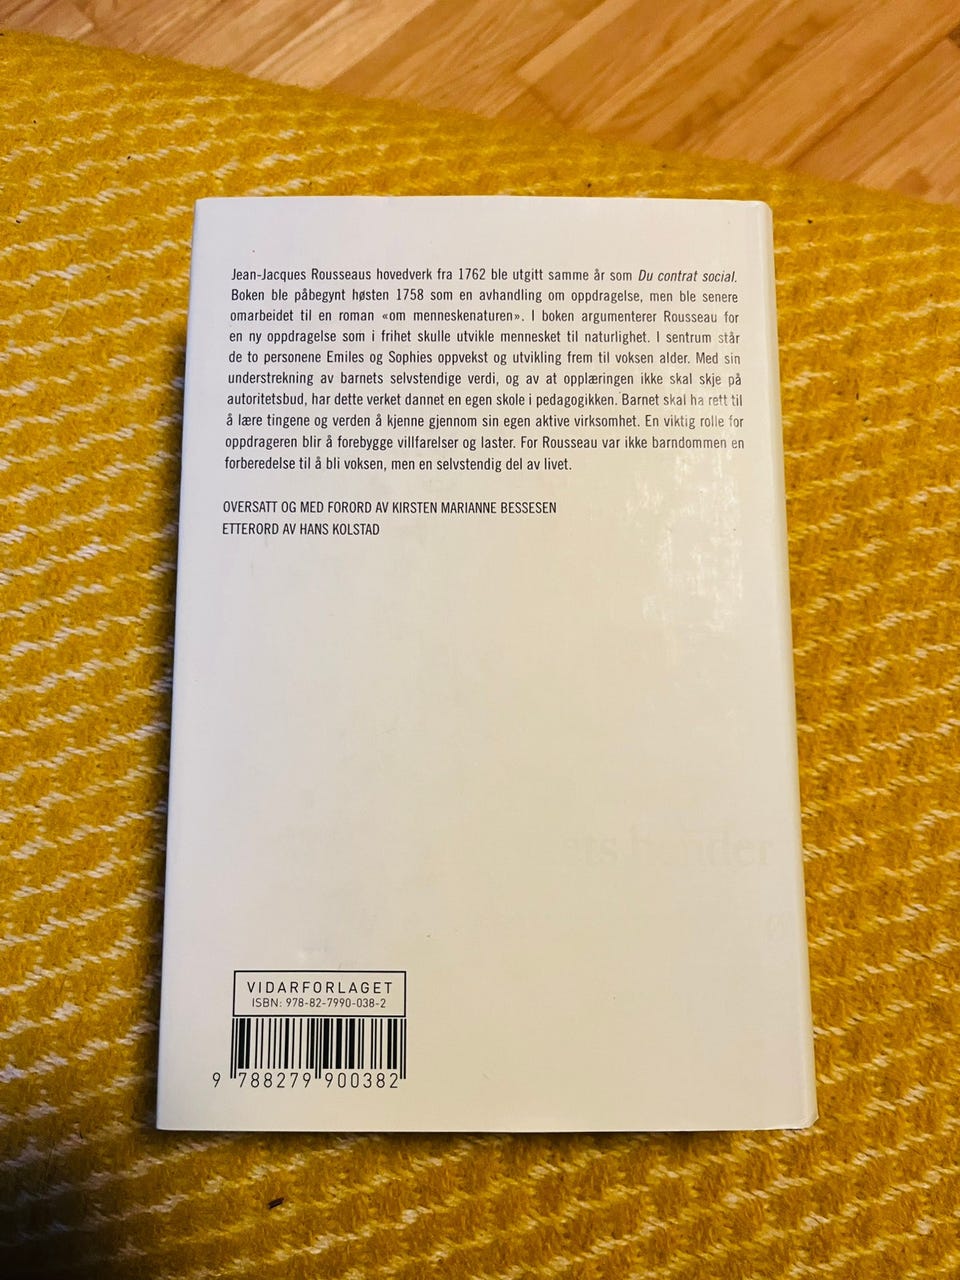 Jean-Jacques Rousseaus hovedverk fra 1762 ble utgitt samme år som Du contrat social.
Boken ble påbegynt høsten 1758 som en avhandling om oppdragelse, men ble senere
omarbeidet til en roman «om menneskenaturen». I boken argumenterer Rousseau for
en ny oppdragelse som i frihet skulle utvikle mennesket til naturlighet. I sentrum står
de to personene Emiles og Sophies oppvekst og utvikling frem til voksen alder. Med sin
understrekning av barnets selvstendige verdi, og av at opplæringen ikke skal skje på
autoritetsbud, har dette verket dannet en egen skole i pedagogikken. Barnet skal ha rett til
å lære tingene og verden å kjenne gjennom sin egen aktive virksomhet. En viktig rolle for
oppdrageren blir å forebygge villfarelser og laster. For Rousseau var ikke barndommen en
forberedelse til å bli voksen, men en selvstendig del av livet.
OVERSATT OG MED FORORD AV KIRSTEN MARIANNE BESSESEN
ETTERORD AV HANS KOLSTAD
VIDARFORLAGET
ISBN: 978-82-7990-038-2
9 788279 900382